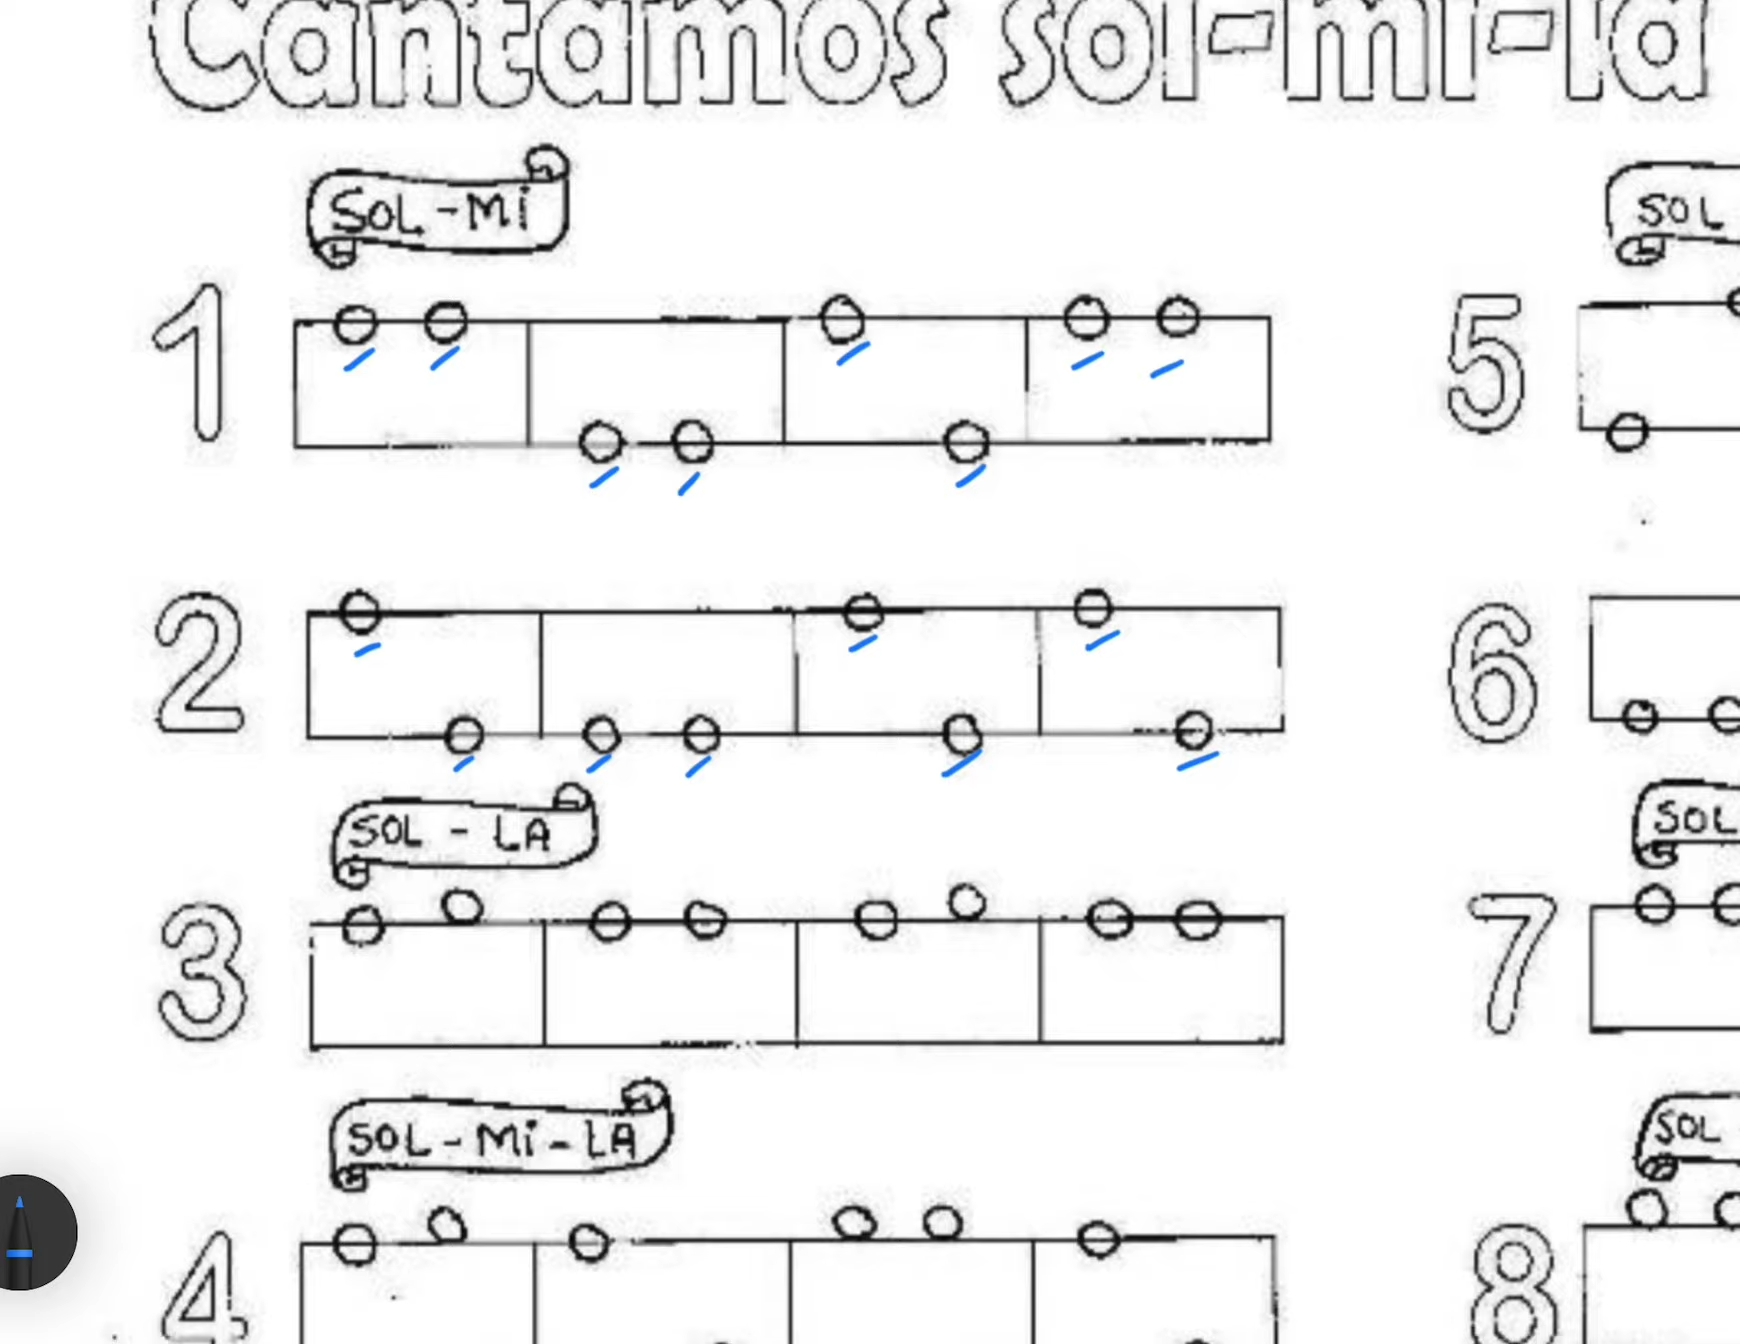 Cantamos sol-mi-la
SOL - Mi
SOL
1
5
2
6
SOL - LA
SOL
3
7
SOL - Mi - LA
SOL
4
8